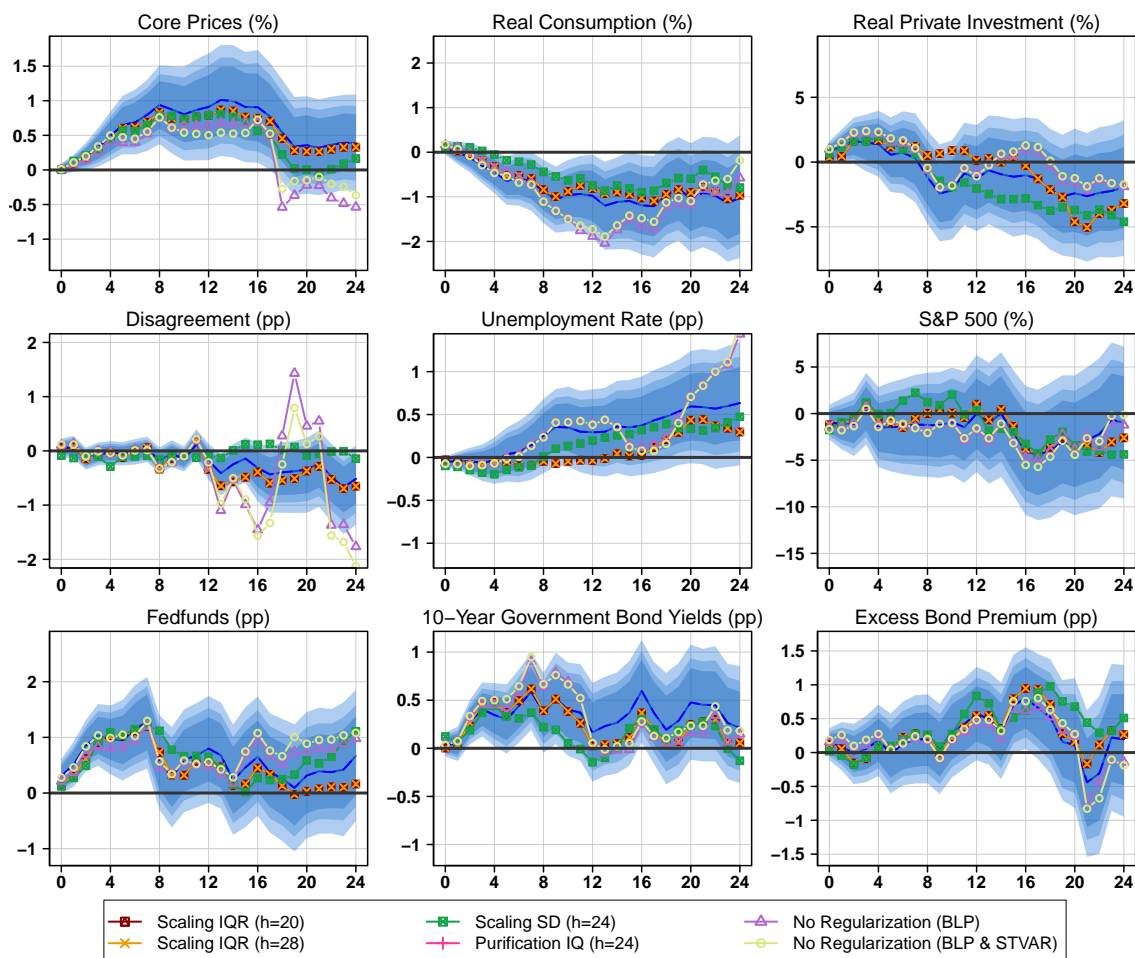 Core Prices (%)
Real Consumption (%)
Real Private Investment (%)
1.5
1
0.5
0
−0.5
−1
0 4 8 12 16 20 24
2
1
0
−1
−2
0 4 8 12 16 20 24
5
0
−5
0 4 8 12 16 20 24
Disagreement (pp)
Unemployment Rate (pp)
S&P 500 (%)
2
1
0
−1
−2
0 4 8 12 16 20 24
1
0.5
0
−0.5
−1
0 4 8 12 16 20 24
5
0
−5
−10
−15
0 4 8 12 16 20 24
Fedfunds (pp)
10−Year Government Bond Yields (pp)
Excess Bond Premium (pp)
2
1
0
−1
0 4 8 12 16 20 24
1
0.5
0
−0.5
−1
0 4 8 12 16 20 24
1.5
1
0.5
0
−0.5
−1
−1.5
0 4 8 12 16 20 24
Scaling IQR (h=20)
Scaling SD (h=24)
No Regularization (BLP)
Scaling IQR (h=28)
Purification IQ (h=24)
No Regularization (BLP & STVAR)